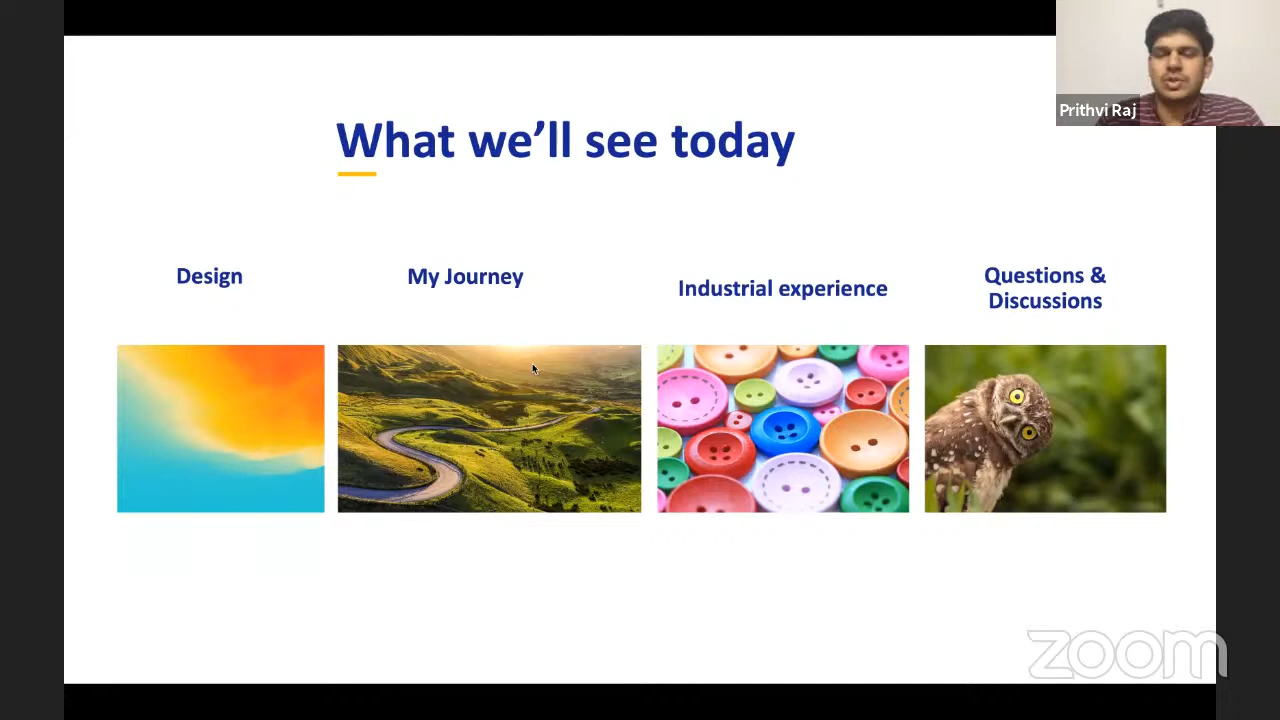 Prithvi Raj
What we'll see today
Design
My Journey
Industrial experience
Questions &
Discussions
zoom